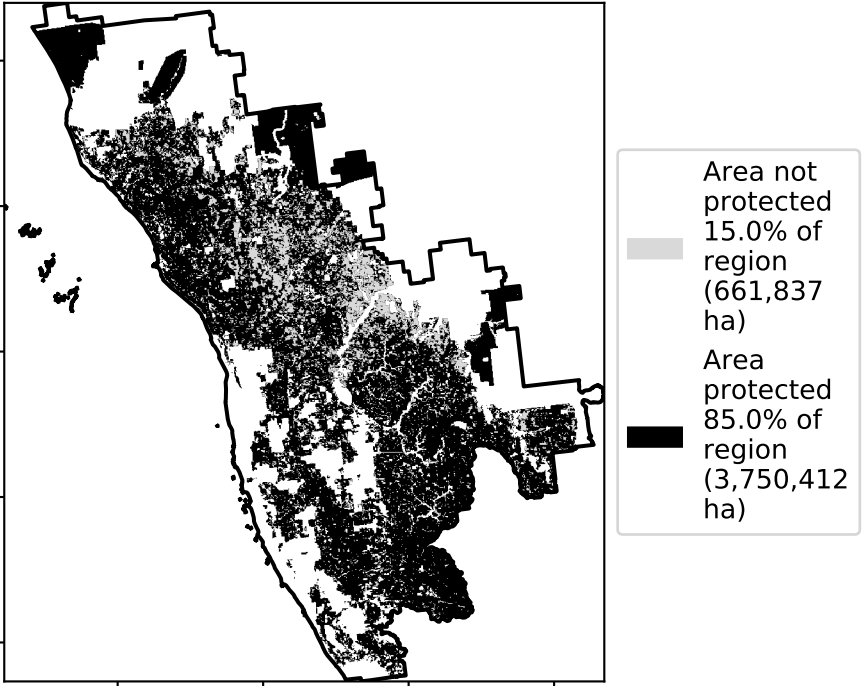 Area not
protected
15.0% of
region
(661,837
ha)
Area
protected
85.0% of
region
(3,750,412
ha)